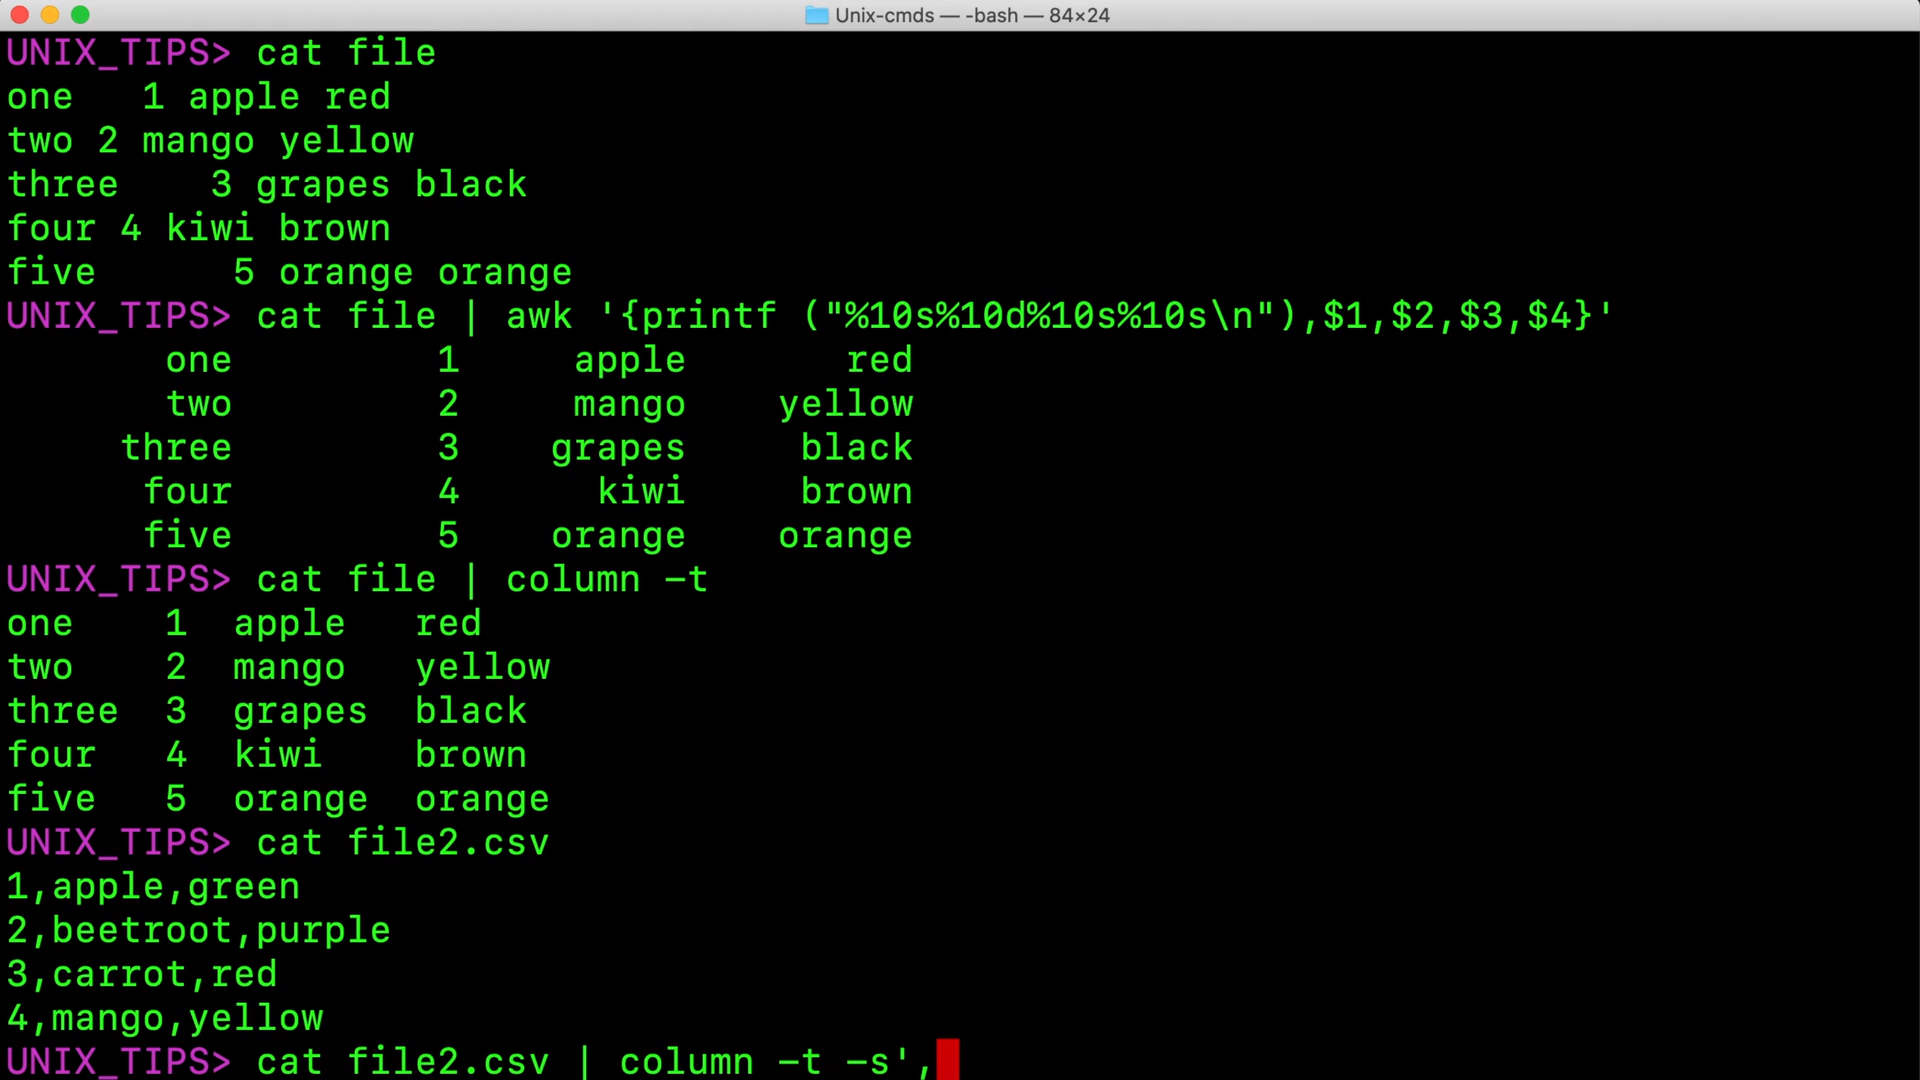 Unix-cmds — -bash — 84×24
UNIX_TIPS> cat file
one   1 apple red
two 2 mango yellow
three    3 grapes black
four 4 kiwi brown
five      5 orange orange
UNIX_TIPS> cat file | awk '{printf ("%10s%10d%10s%10s\n"),$1,$2,$3,$4}'
       one         1     apple       red
       two         2     mango    yellow
     three         3    grapes     black
      four         4      kiwi     brown
      five         5    orange    orange
UNIX_TIPS> cat file | column -t
one    1  apple   red
two    2  mango   yellow
three  3  grapes  black
four   4  kiwi    brown
five   5  orange  orange
UNIX_TIPS> cat file2.csv
1,apple,green
2,beetroot,purple
3,carrot,red
4,mango,yellow
UNIX_TIPS> cat file2.csv | column -t -s',